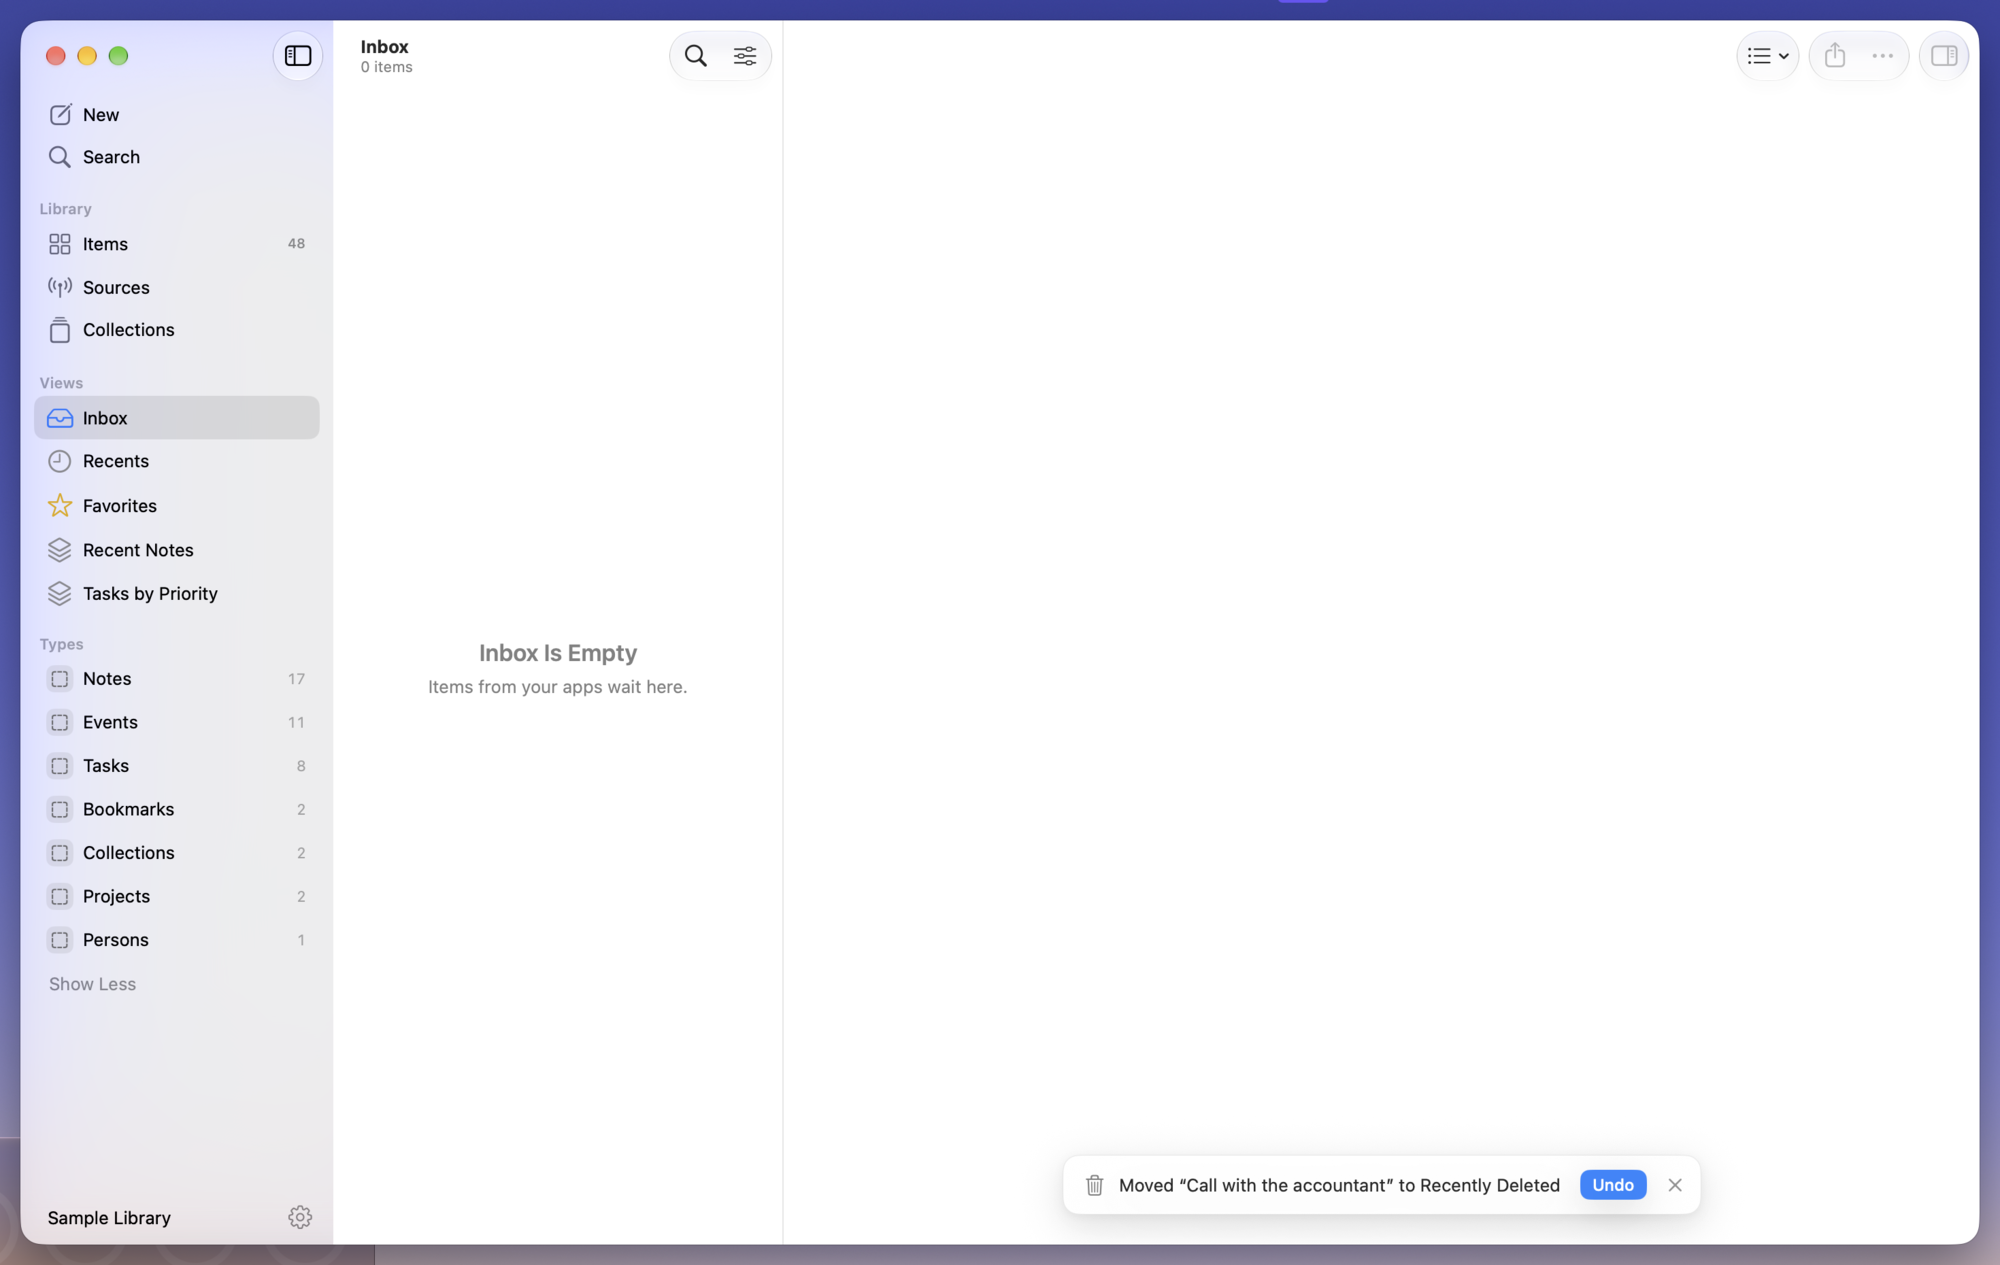 Inbox
0 items
New
Search
Library
Items 48
Sources
Collections
Views
Inbox
Recents
Favorites
Recent Notes
Tasks by Priority
Types
Notes 17
Events 11
Tasks 8
Bookmarks 2
Collections 2
Projects 2
Persons 1
Show Less
Sample Library
Inbox Is Empty
Items from your apps wait here.
Moved “Call with the accountant” to Recently Deleted Undo